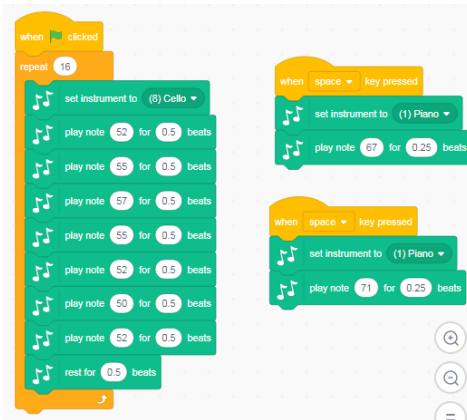 when clicked
repeat 16
set instrument to (8) Cello
play note 52 for 0.5 beats
play note 55 for 0.5 beats
play note 57 for 0.5 beats
play note 55 for 0.5 beats
play note 52 for 0.5 beats
play note 50 for 0.5 beats
play note 52 for 0.5 beats
rest for 0.5 beats
when space key pressed
set instrument to (1) Piano
play note 67 for 0.25 beats
when space key pressed
set instrument to (1) Piano
play note 71 for 0.25 beats